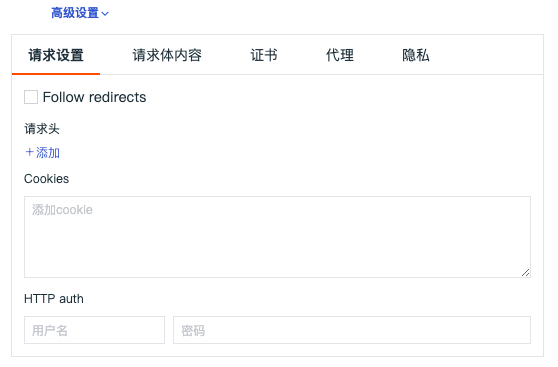 高级设置
请求设置 请求体内容 证书 代理 隐私
Follow redirects
请求头
+添加
Cookies
添加cookie
HTTP auth
用户名 密码